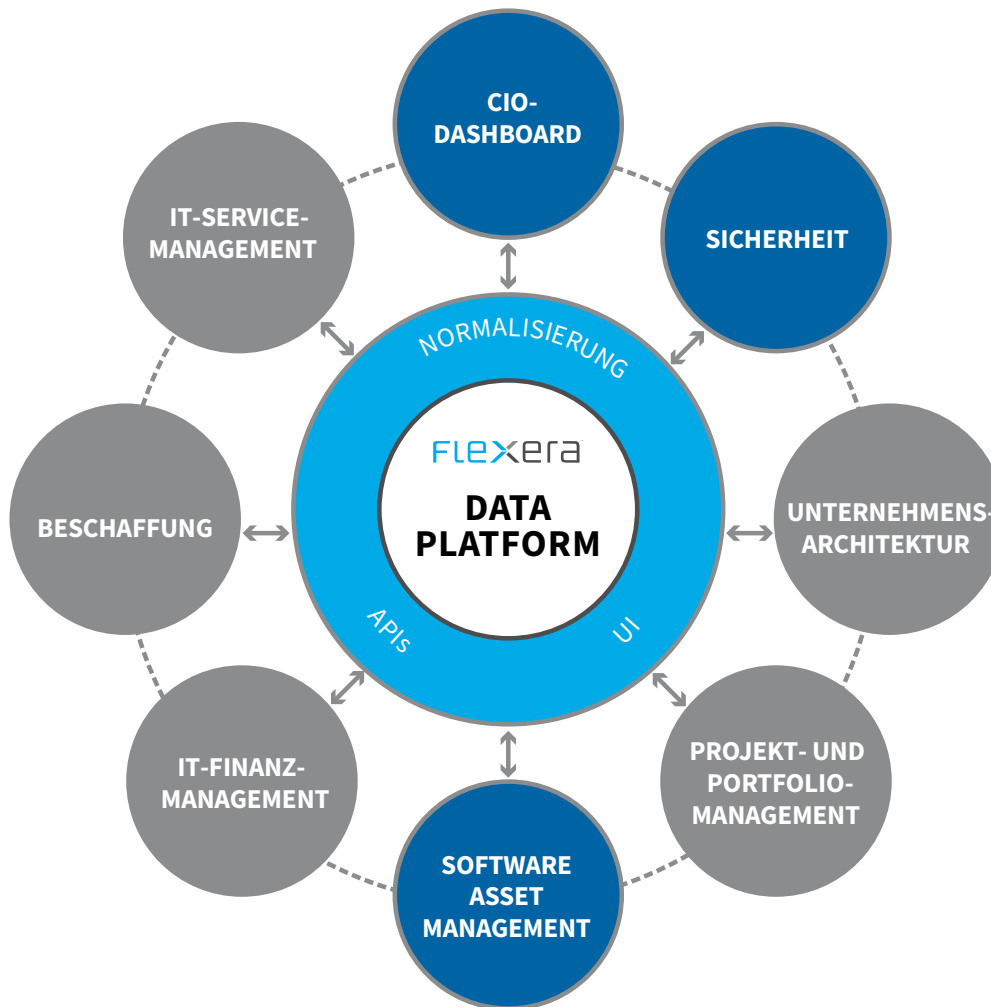 CIO-
DASHBOARD
SICHERHEIT
UNTERNEHMENS-
ARCHITEKTUR
PROJEKT- UND
PORTFOLIO-
MANAGEMENT
SOFTWARE
ASSET
MANAGEMENT
IT-FINANZ-
MANAGEMENT
BESCHAFFUNG
IT-SERVICE-
MANAGEMENT
NORMALISIERUNG
flexera
DATA
PLATFORM
APIs
UI